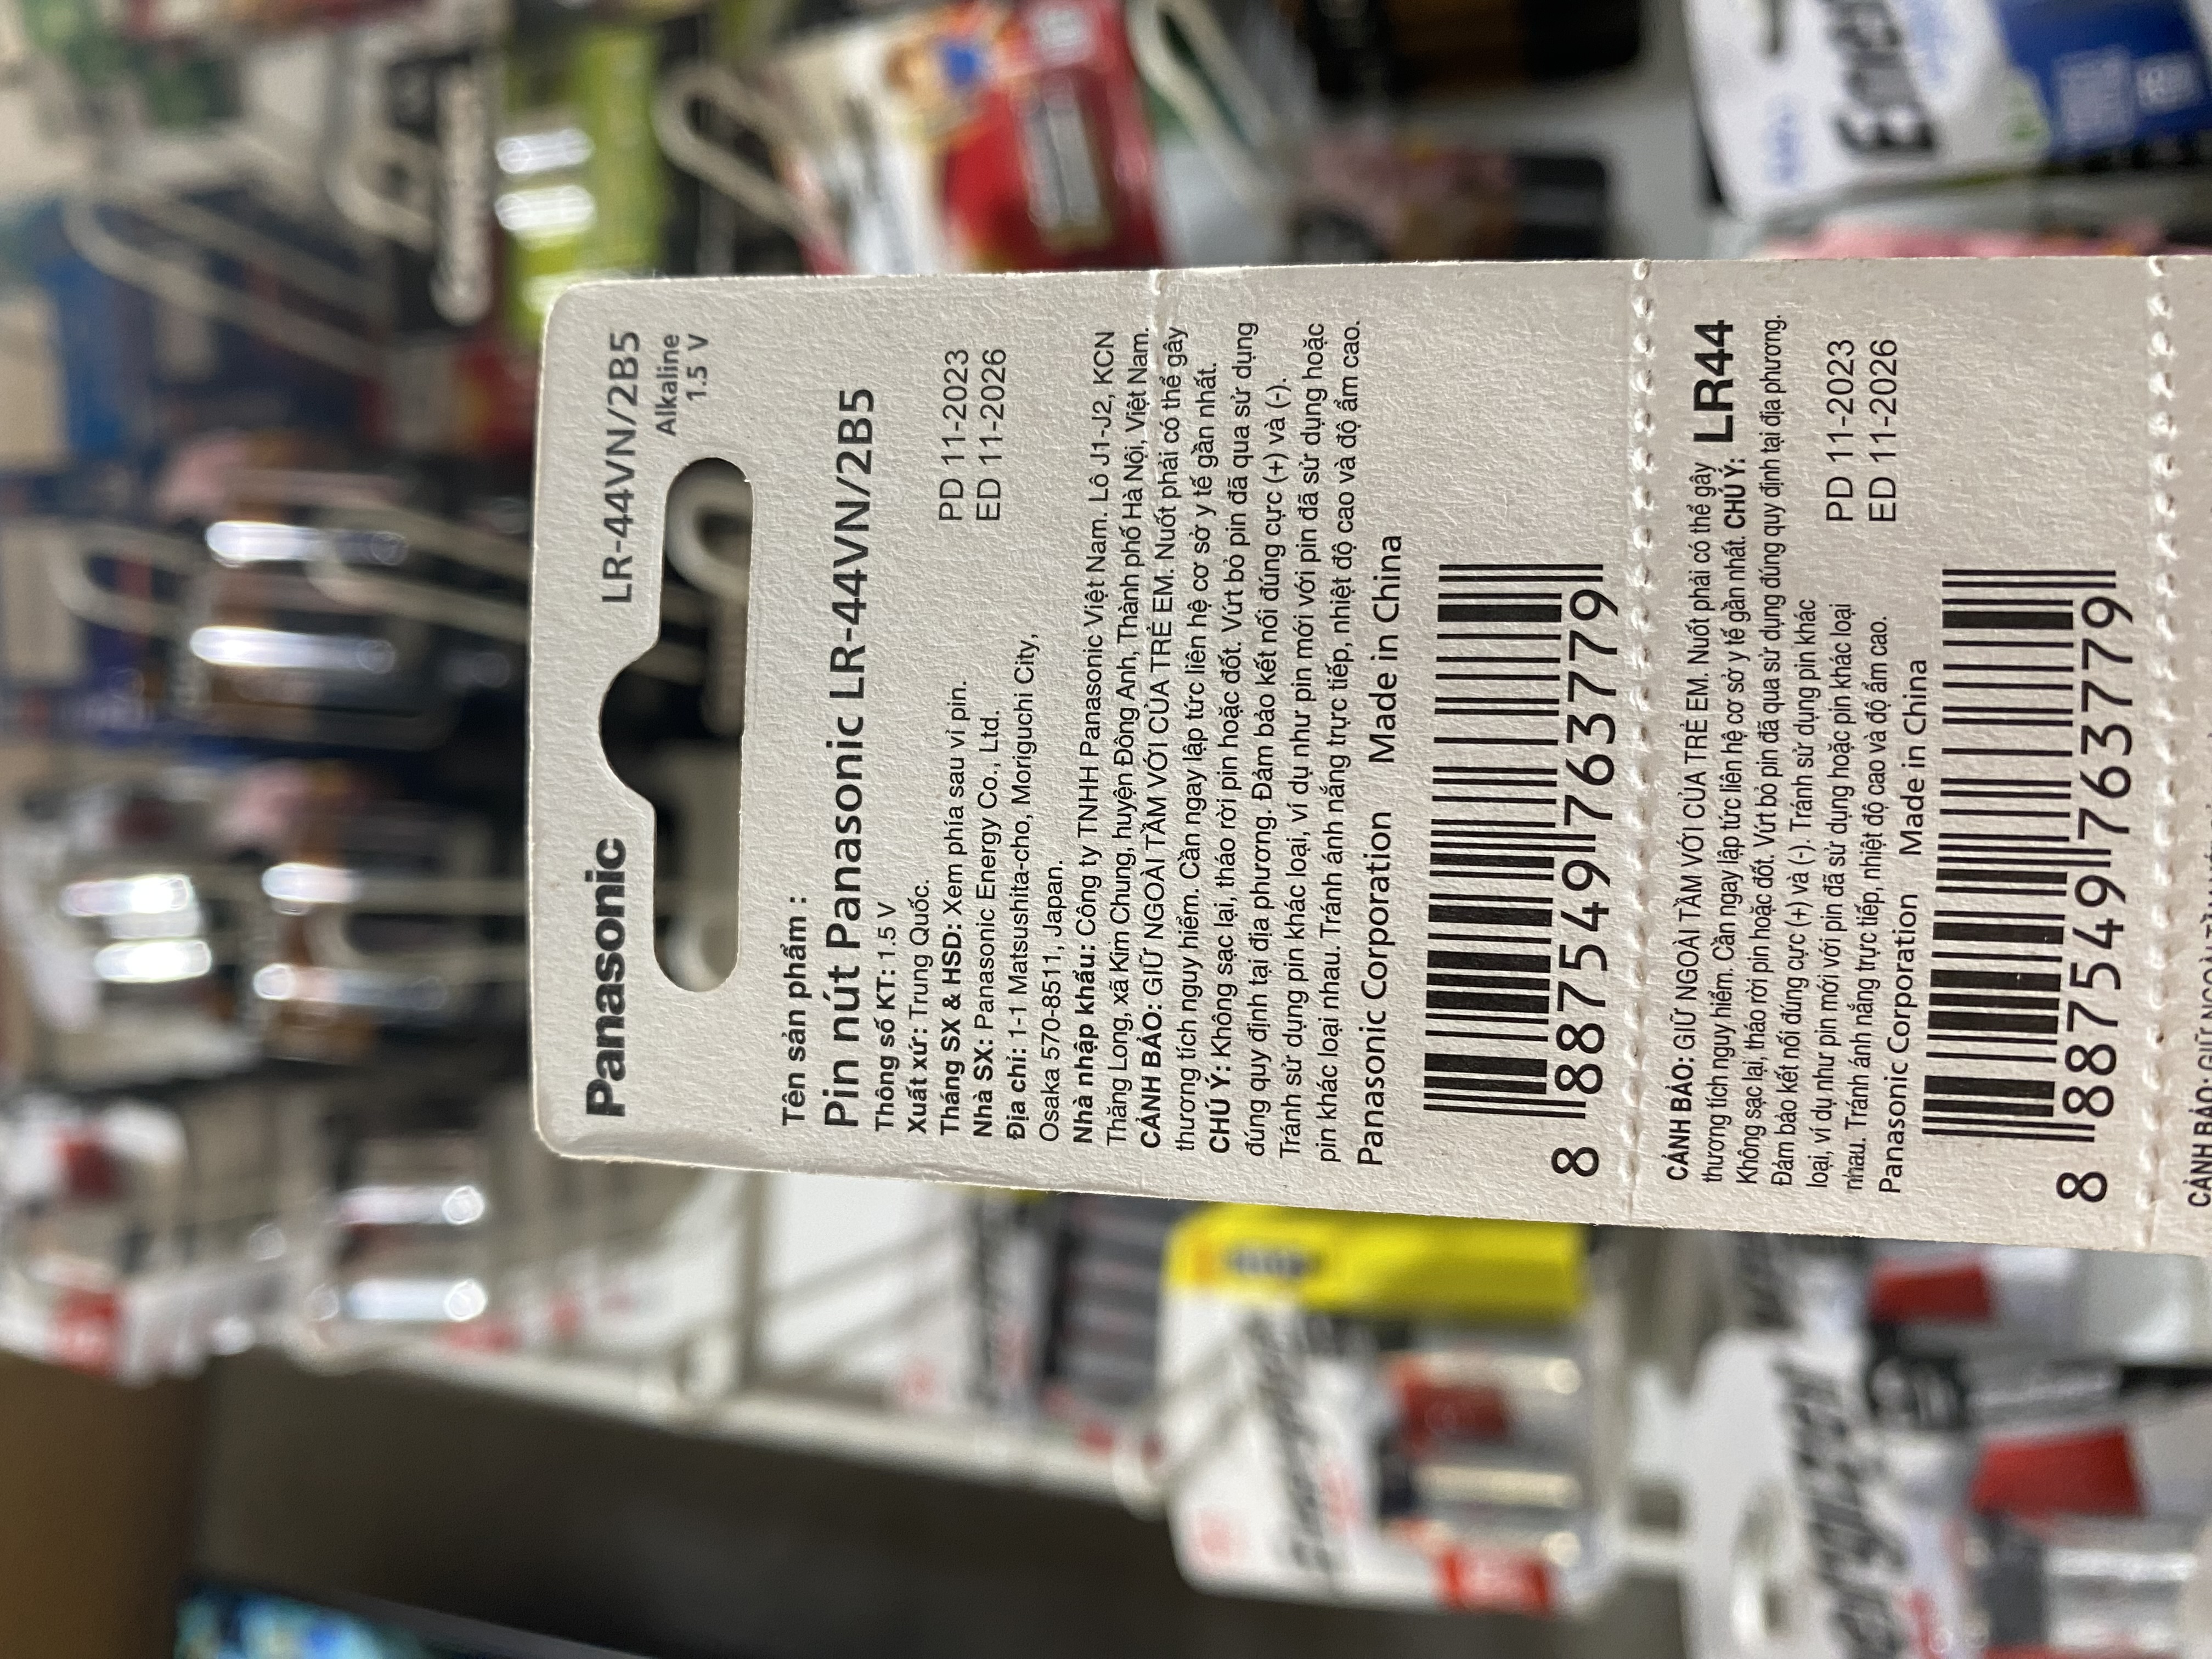 Panasonic
LR-44VN/2B5
Alkaline
1.5 V
Tên sản phẩm :
Pin nút Panasonic LR-44VN/2B5
Thông số KT: 1.5 V
Xuất xứ: Trung Quốc.
Tháng SX & HSD: Xem phía sau vỉ pin.
PD 11-2023
Nhà SX: Panasonic Energy Co., Ltd.
ED 11-2026
Địa chỉ: 1-1 Matsushita-cho, Moriguchi City,
Osaka 570-8511, Japan.
Nhà nhập khẩu: Công ty TNHH Panasonic Việt Nam. Lô J1-J2, KCN
Thăng Long, xã Kim Chung, huyện Đông Anh, Thành phố Hà Nội, Việt Nam.
CẢNH BẢO: GIỮ NGOÀI TẦM VỚI CỦA TRẺ EM. Nuốt phải có thể gây
thương tích nguy hiểm. Cần ngay lập tức liên hệ cơ sở y tế gần nhất.
CHÚ Ý: Không sạc lại, tháo rời pin hoặc đốt. Vứt bỏ pin đã qua sử dụng
đúng quy định tại địa phương. Đảm bảo kết nối đúng cực (+) và (-).
Tránh sử dụng pin khác loại, ví dụ như pin mới với pin đã sử dụng hoặc
pin khác loại nhau. Tránh ánh nắng trực tiếp, nhiệt độ cao và độ ẩm cao.
Panasonic Corporation Made in China
8 887549 763779
CẢNH BẢO: GIỮ NGOÀI TẦM VỚI CỦA TRẺ EM. Nuốt phải có thể gây
thương tích nguy hiểm. Cần ngay lập tức liên hệ cơ sở y tế gần nhất. CHÚ Ý: LR44
Không sạc lại, tháo rời pin hoặc đốt. Vứt bỏ pin đã qua sử dụng đúng quy định tại địa phương.
Đảm bảo kết nối đúng cực (+) và (-). Tránh sử dụng pin khác
loại, ví dụ như pin mới với pin đã sử dụng hoặc pin khác loại
nhau. Tránh ánh nắng trực tiếp, nhiệt độ cao và độ ẩm cao.
PD 11-2023
ED 11-2026
Panasonic Corporation Made in China
8 887549 763779
CẢNH BẢO: GIỮ NGOÀI
Energizer